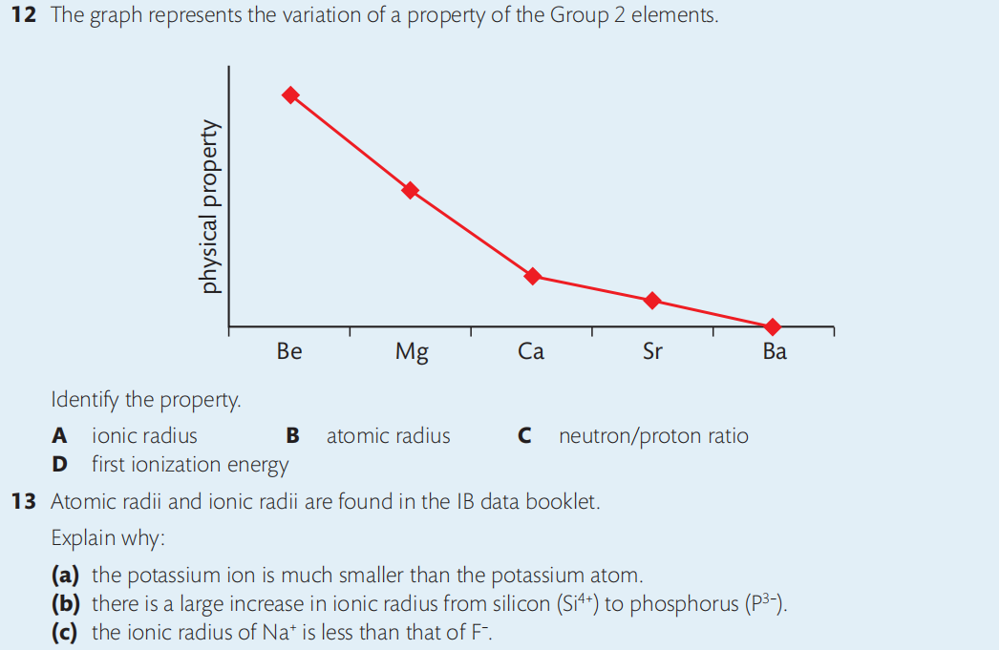 12 The graph represents the variation of a property of the Group 2 elements.
physical property
Be Mg Ca Sr Ba
Identify the property.
A ionic radius B atomic radius C neutron/proton ratio
D first ionization energy
13 Atomic radii and ionic radii are found in the IB data booklet.
Explain why:
(a) the potassium ion is much smaller than the potassium atom.
(b) there is a large increase in ionic radius from silicon (Si⁴⁺) to phosphorus (P³⁻).
(c) the ionic radius of Na⁺ is less than that of F⁻.